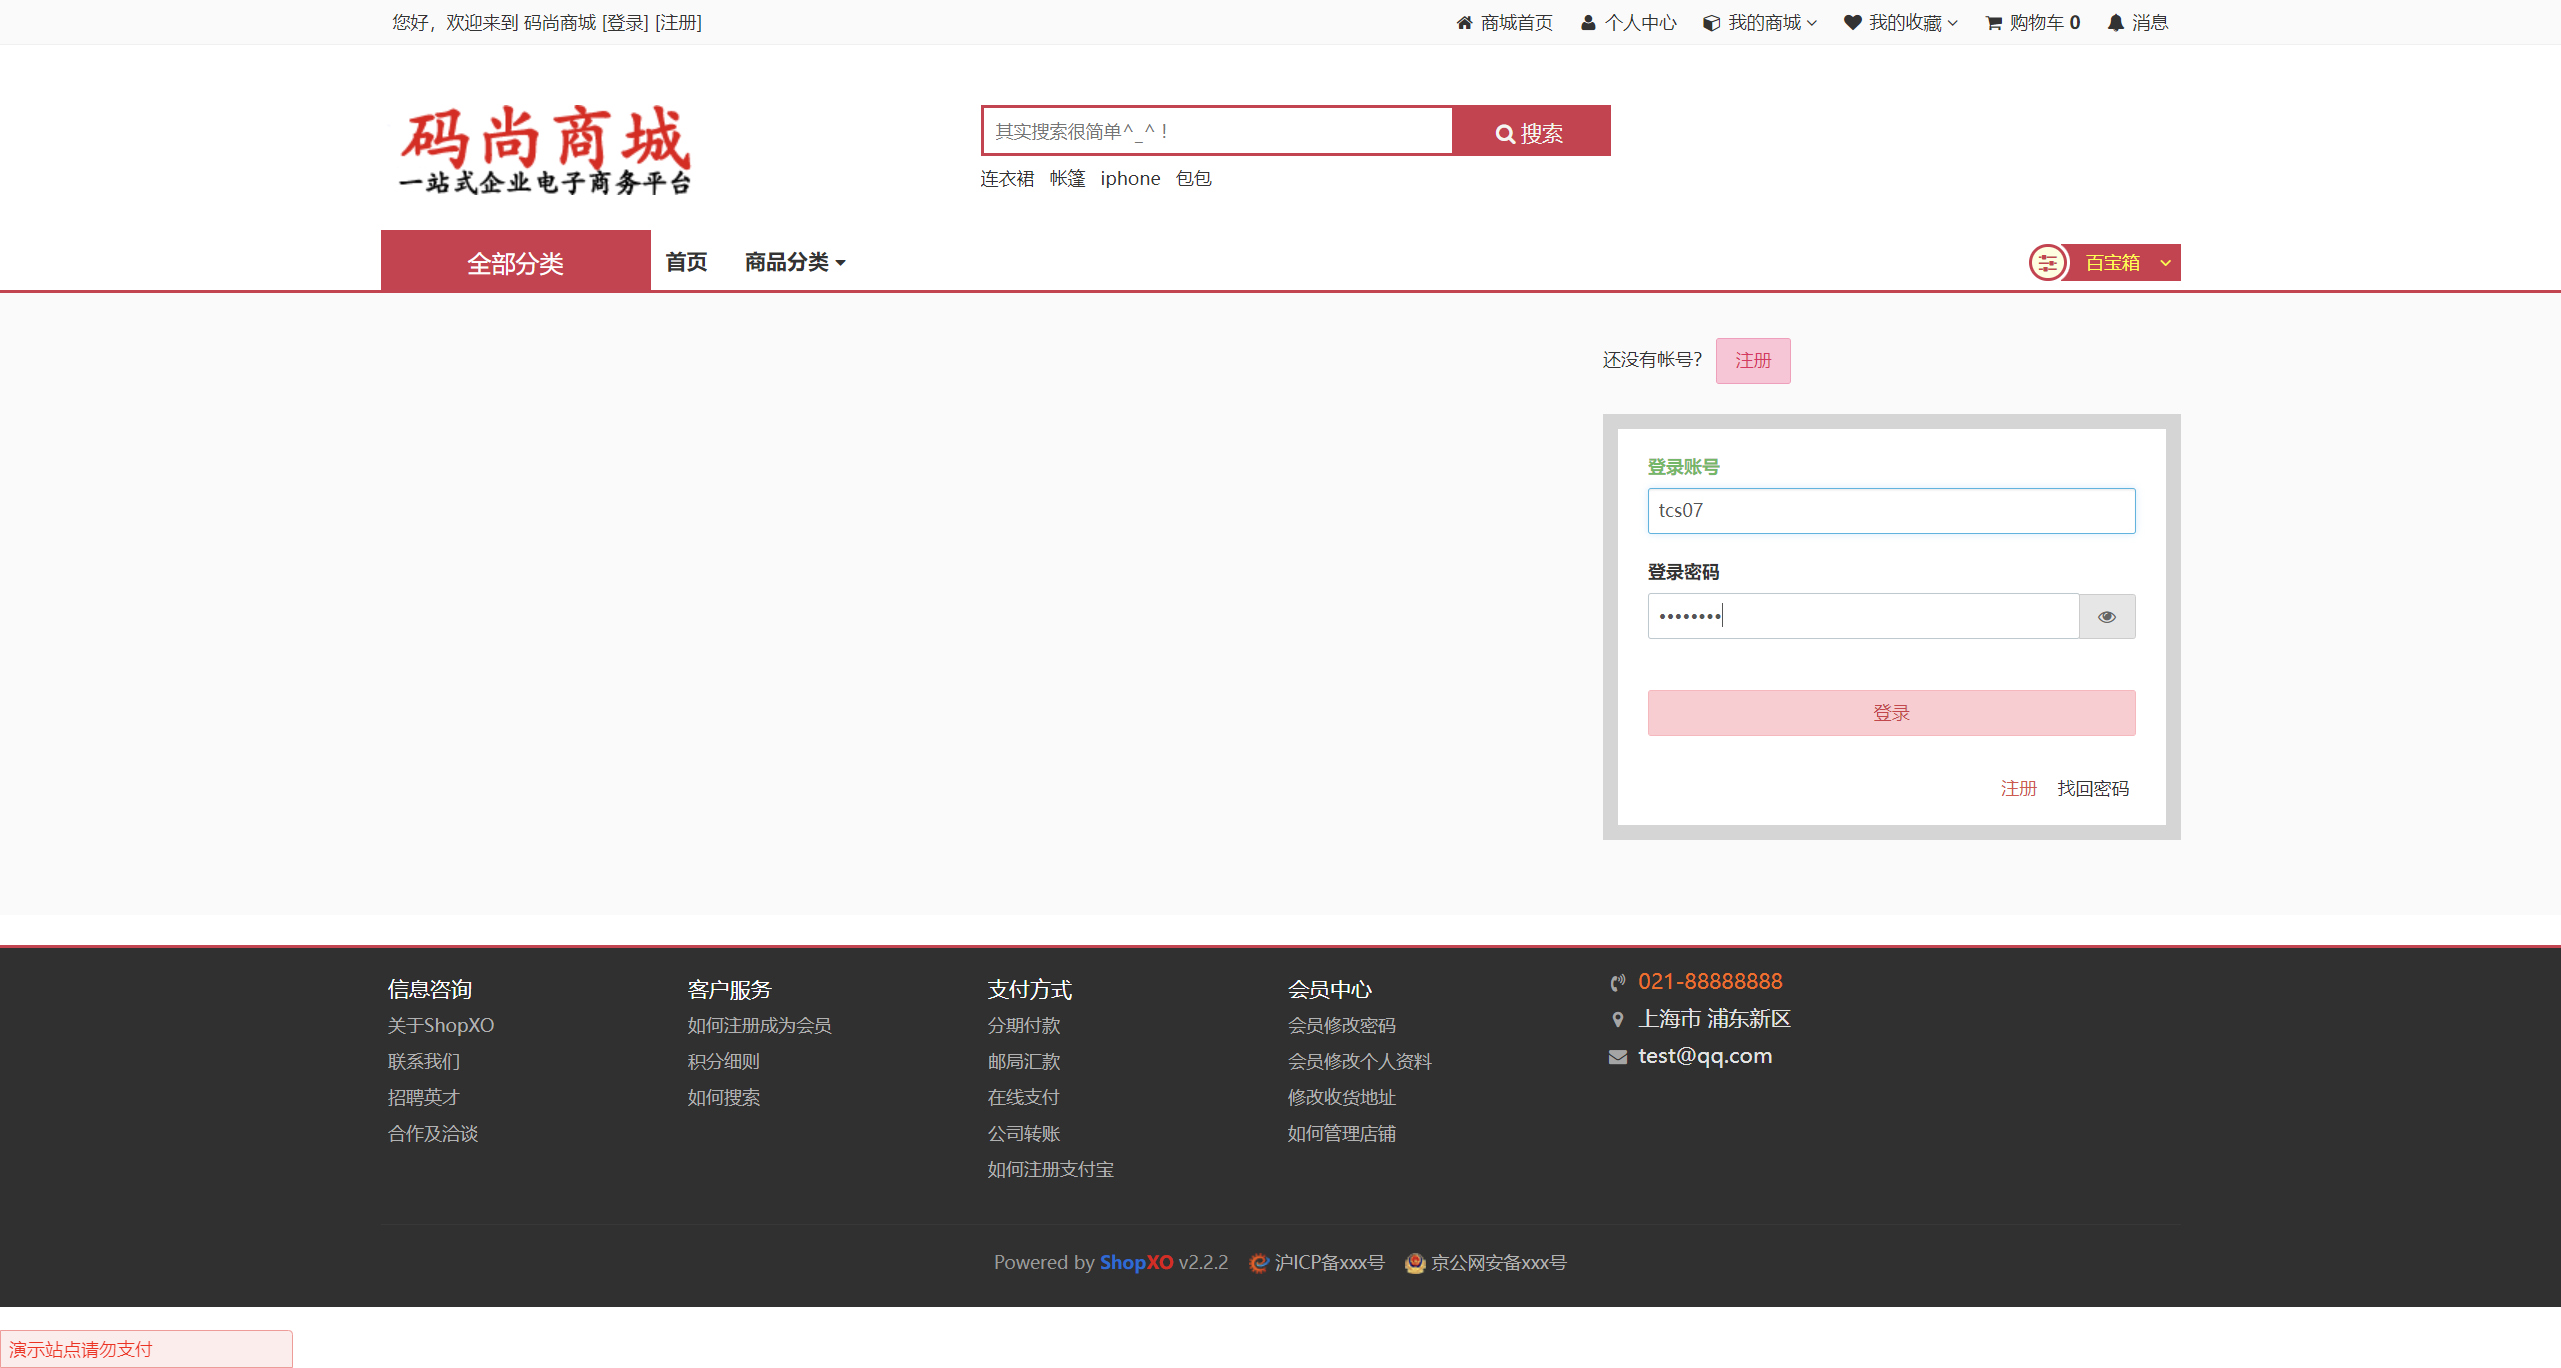 您好，欢迎来到 码尚商城 [登录] [注册]
商城首页 个人中心 我的商城 我的收藏 购物车 0 消息
码尚商城
一站式企业电子商务平台
其实搜索很简单^_^ !
搜索
连衣裙 帐篷 iphone 包包
全部分类 首页 商品分类 百宝箱
还没有帐号? 注册
登录账号
tcs07
登录密码
••••••••
登录
注册 找回密码
信息咨询
关于ShopXO
联系我们
招聘英才
合作及洽谈
客户服务
如何注册成为会员
积分细则
如何搜索
支付方式
分期付款
邮局汇款
在线支付
公司转账
如何注册支付宝
会员中心
会员修改密码
会员修改个人资料
修改收货地址
如何管理店铺
021-88888888
上海市 浦东新区
test@qq.com
Powered by ShopXO v2.2.2 沪ICP备xxx号 京公网安备xxx号
演示站点请勿支付